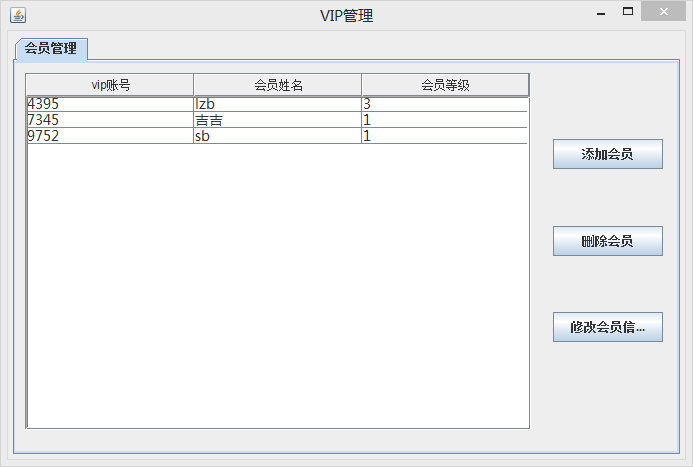 VIP管理
会员管理
vip账号 会员姓名 会员等级
4395 lzb 3
7345 吉吉 1
9752 sb 1
添加会员
删除会员
修改会员信...